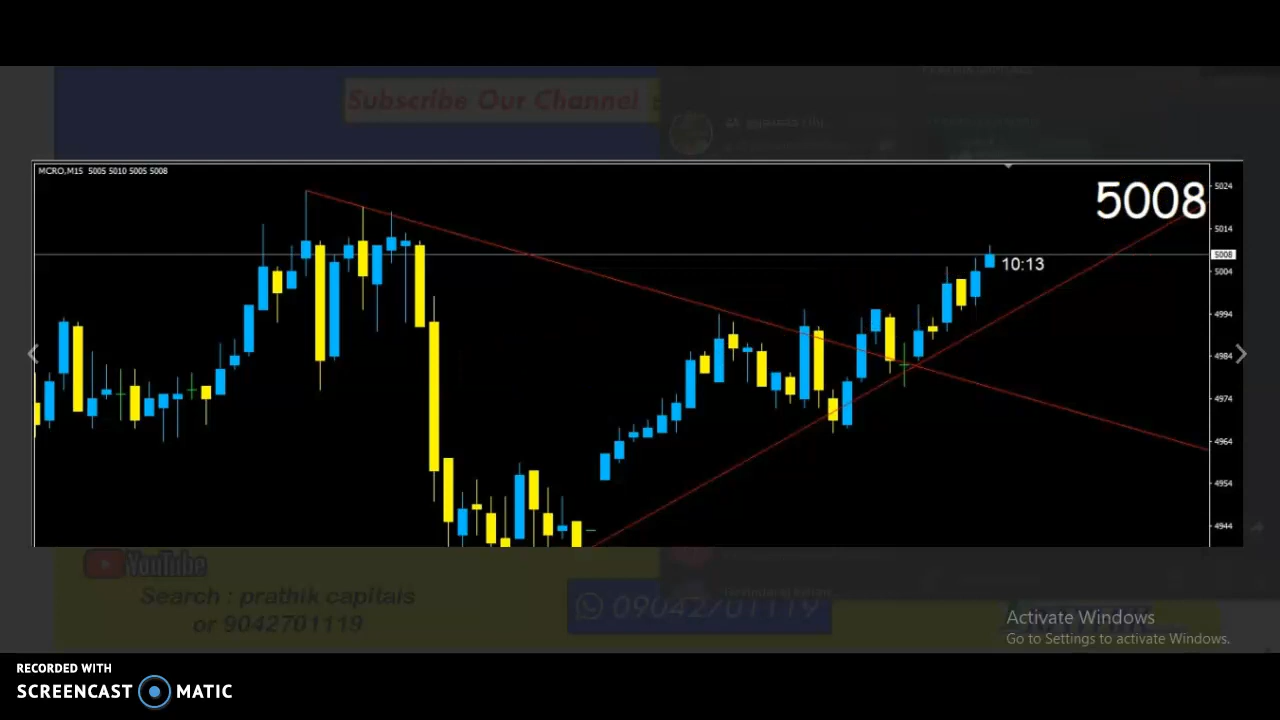 Subscribe Our Channel
MCRO,M15 5005 5010 5005 5008
5008
5024
5014
5008
5004
10:13
4994
4984
4974
4964
4954
4944
YouTube
Search : prathik capitals
or 9042701119
09042701119
Activate Windows
Go to Settings to activate Windows.
RECORDED WITH
SCREENCAST MATIC